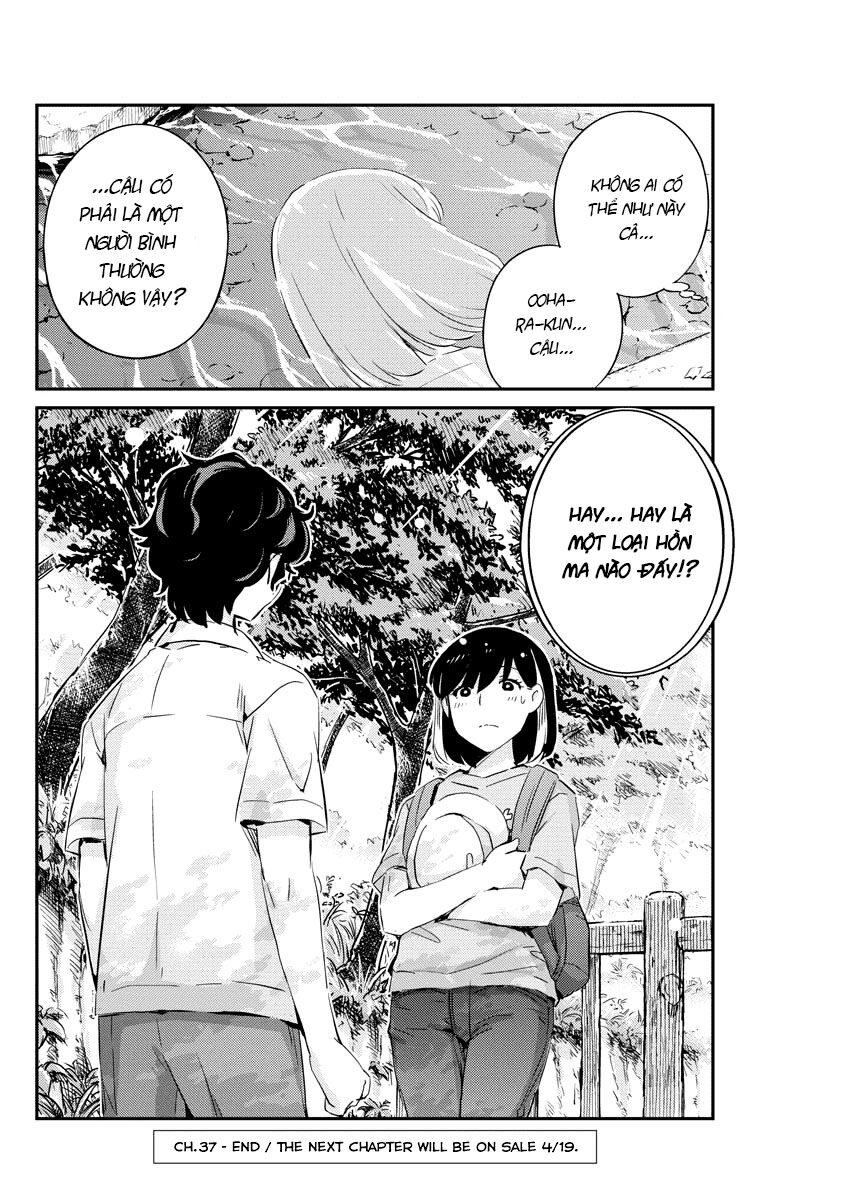 KHÔNG AI CÓ
THỂ NHƯ NÀY
CẢ...
OOHA-
RA-KUN...
CẬU...
...CẬU CÓ
PHẢI LÀ MỘT
NGƯỜI BÌNH
THƯỜNG
KHÔNG VẬY?
HAY... HAY LÀ
MỘT LOẠI HỒN
MA NÀO ĐẤY!?
CH.37 - END / THE NEXT CHAPTER WILL BE ON SALE 4/19.